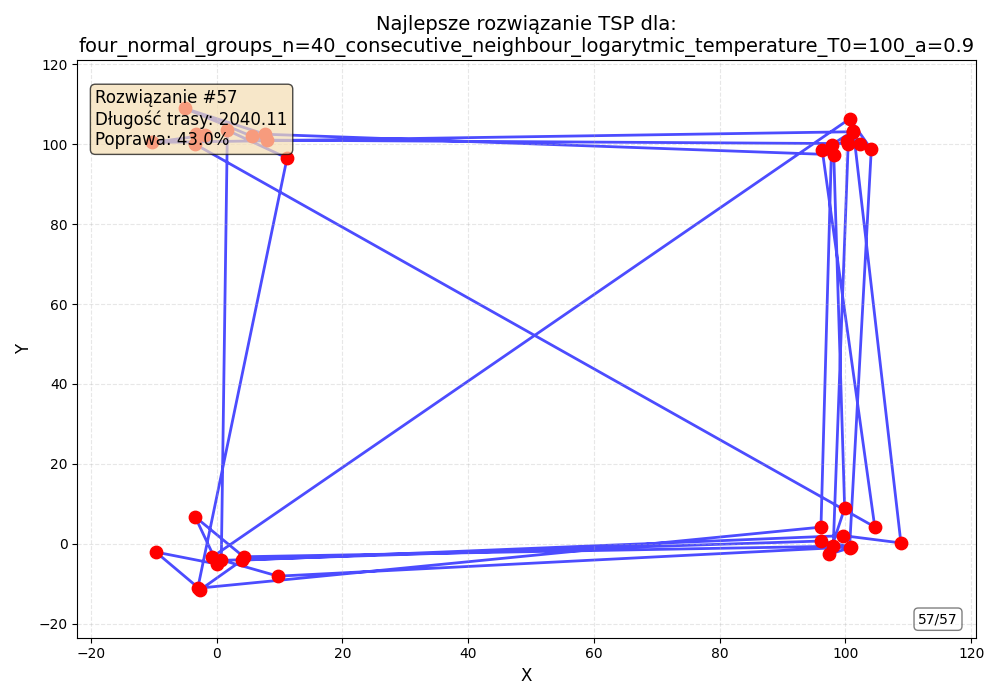 Najlepsze rozwiązanie TSP dla:
four_normal_groups_n=40_consecutive_neighbour_logarytmic_temperature_T0=100_a=0.9
120
100
80
60
40
20
0
−20
Y
Rozwiązanie #57
Długość trasy: 2040.11
Poprawa: 43.0%
57/57
−20
0
20
40
60
80
100
120
X